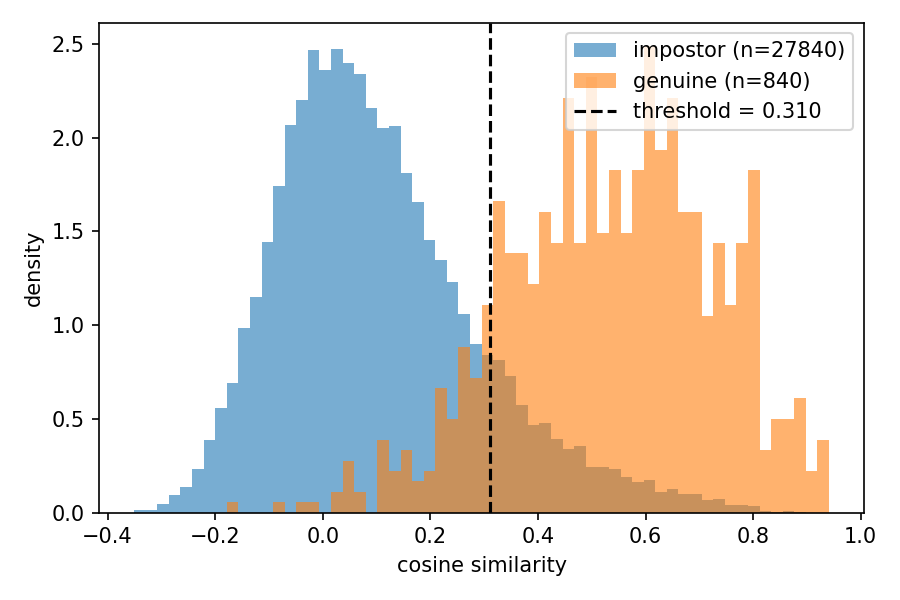 2.5
2.0
1.5
1.0
0.5
0.0
density
impostor (n=27840)
genuine (n=840)
threshold = 0.310
−0.4 −0.2 0.0 0.2 0.4 0.6 0.8 1.0
cosine similarity